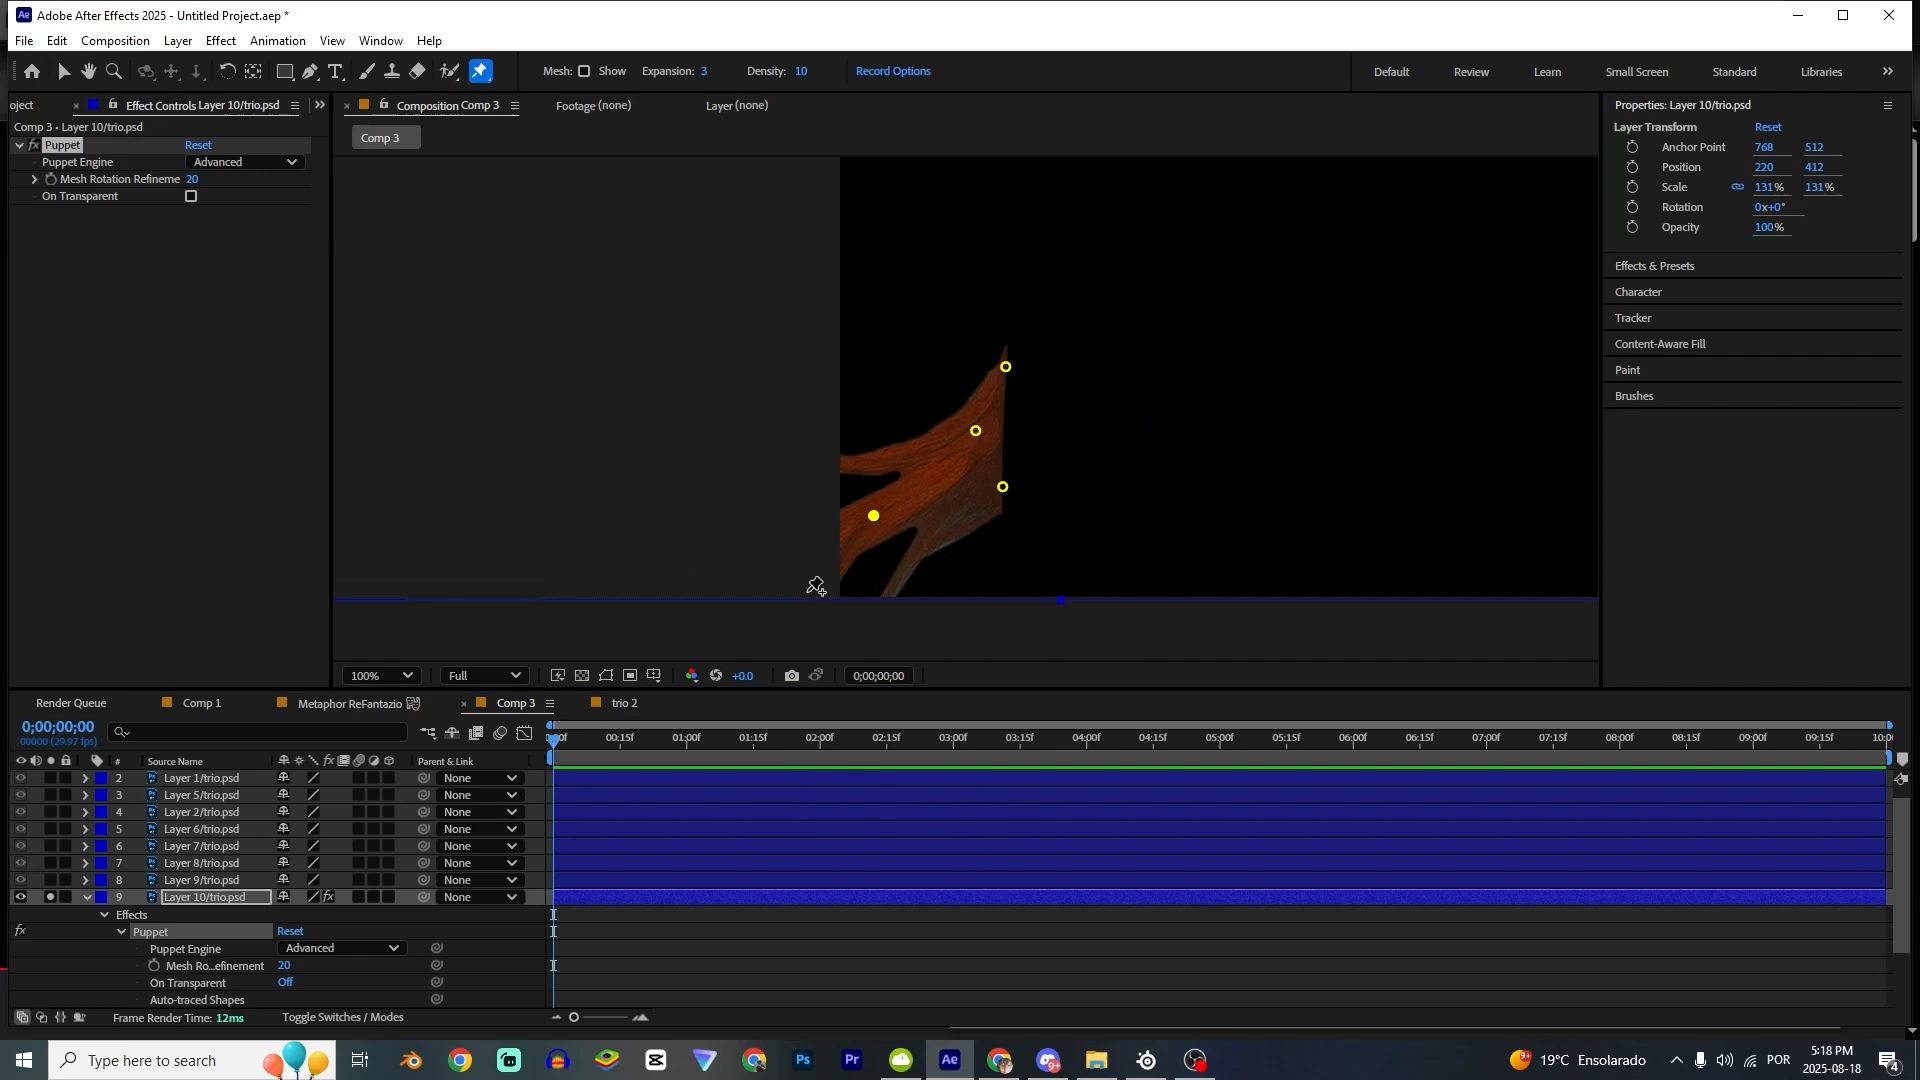 Adobe After Effects 2025 - Untitled Project.aep *
File Edit Composition Layer Effect Animation View Window Help
Mesh: Show Expansion: 3 Density: 10 Record Options Default Review Learn Small Screen Standard Libraries
oject Effect Controls Layer 10/trio.psd Composition Comp 3 Footage (none) Layer (none) Properties: Layer 10/trio.psd
Comp 3 • Layer 10/trio.psd Comp 3 Layer Transform Reset
fx Puppet Reset Anchor Point 768 512
Puppet Engine Advanced Position 220 412
Mesh Rotation Refineme 20 Scale 131% 131%
On Transparent Rotation 0x+0°
Opacity 100%
Effects & Presets
Character
Tracker
Content-Aware Fill
Paint
Brushes
100% Full +0.0 0;00;00;00
Render Queue Comp 1 Metaphor ReFantazio Comp 3 trio 2
0;00;00;00
00000 (29.97 fps)
00f 00:15f 01:00f 01:15f 02:00f 02:15f 03:00f 03:15f 04:00f 04:15f 05:00f 05:15f 06:00f 06:15f 07:00f 07:15f 08:00f 08:15f 09:00f 09:15f 10:0
# Source Name fx Parent & Link
2 Layer 1/trio.psd None
3 Layer 5/trio.psd None
4 Layer 2/trio.psd None
5 Layer 6/trio.psd None
6 Layer 7/trio.psd None
7 Layer 8/trio.psd None
8 Layer 9/trio.psd None
9 Layer 10/trio.psd fx None
Effects
fx Puppet Reset
Puppet Engine Advanced
Mesh Ro...efinement 20
On Transparent Off
Auto-traced Shapes
Frame Render Time: 12ms Toggle Switches / Modes
Type here to search Ps Pr Ae 9+ 9+ 19°C Ensolarado POR 5:18 PM 4
2025-08-18